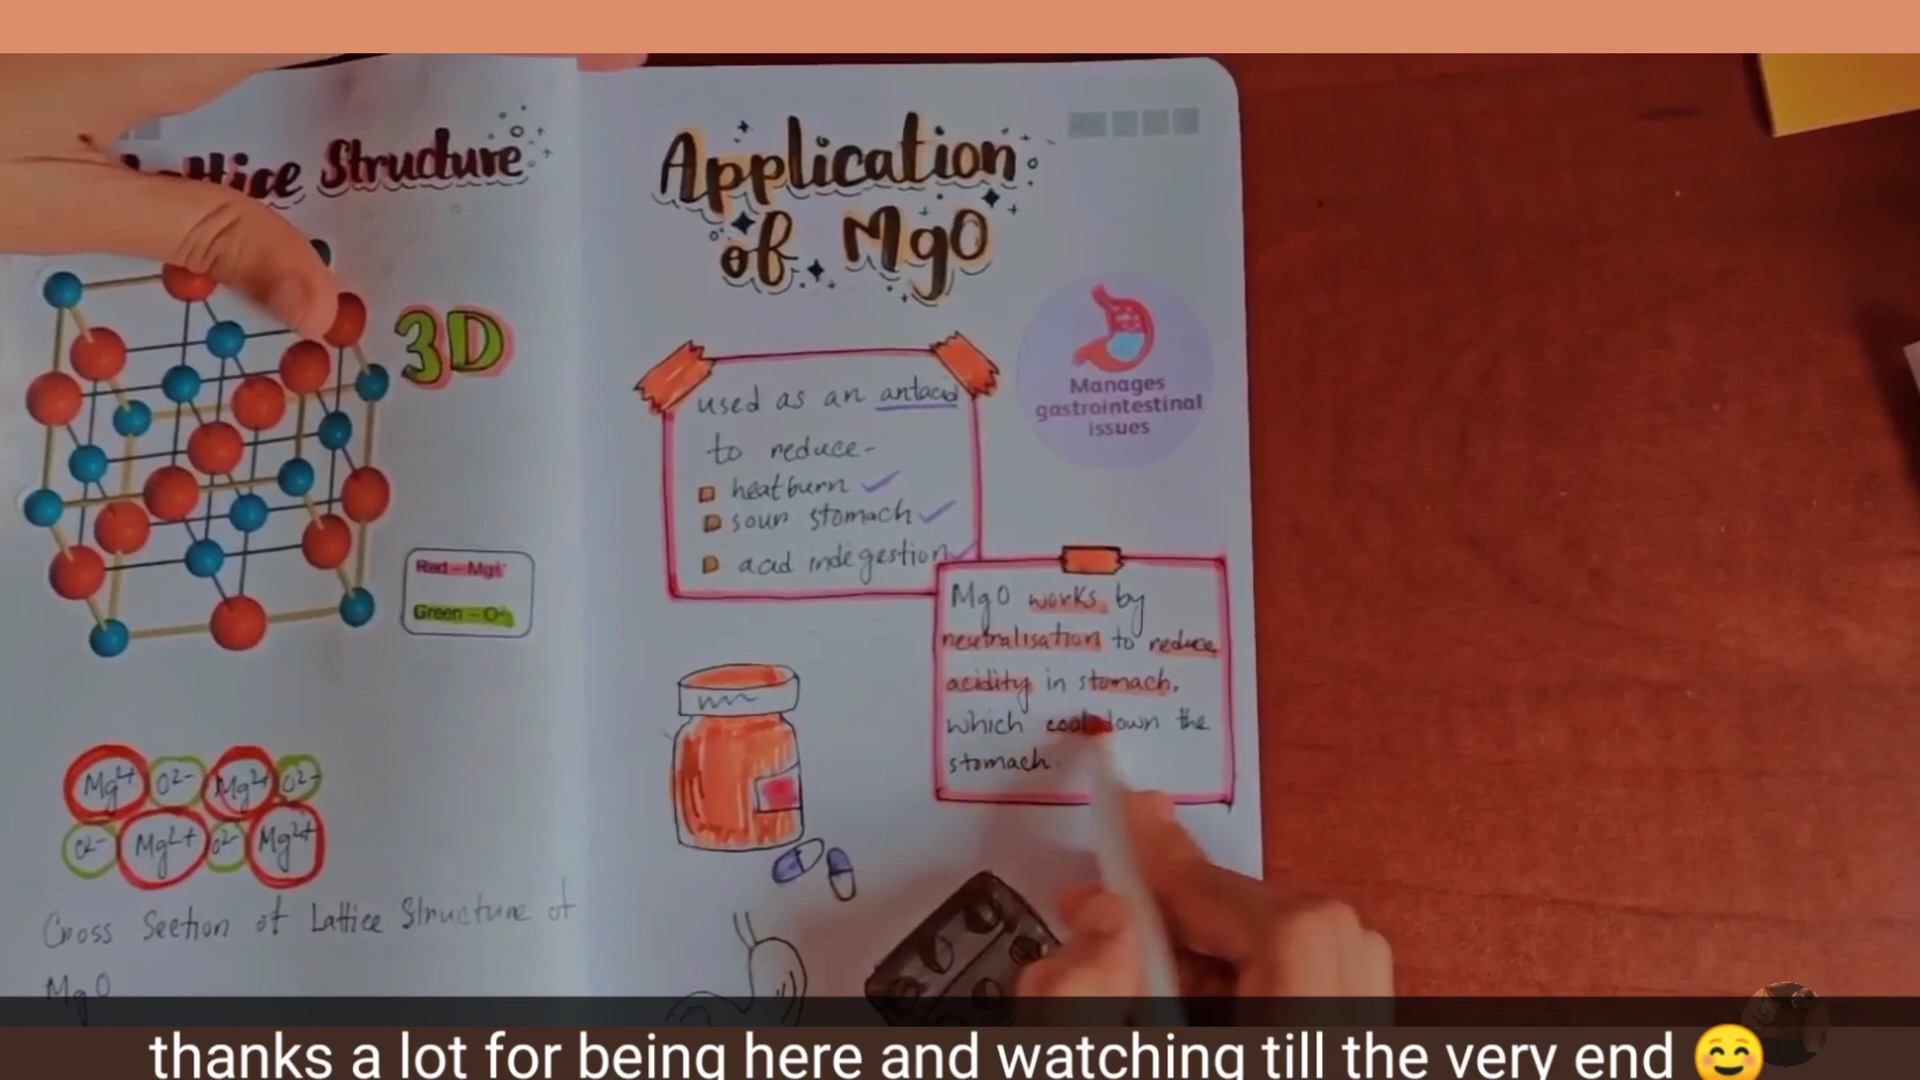 Lattice Structure
3D
Red - Mg
Green - O
Mg2+ O2- Mg2+ O2-
O2- Mg2+ O2- Mg2+
Cross Section of Lattice Structure of
MgO
Application
of MgO
used as an antacid
to reduce-
heatburn
sour stomach
acid indegestion
Manages
gastrointestinal
issues
MgO works by
neutralisation to reduce
acidity in stomach,
which cool down the
stomach.
thanks a lot for being here and watching till the very end 😊